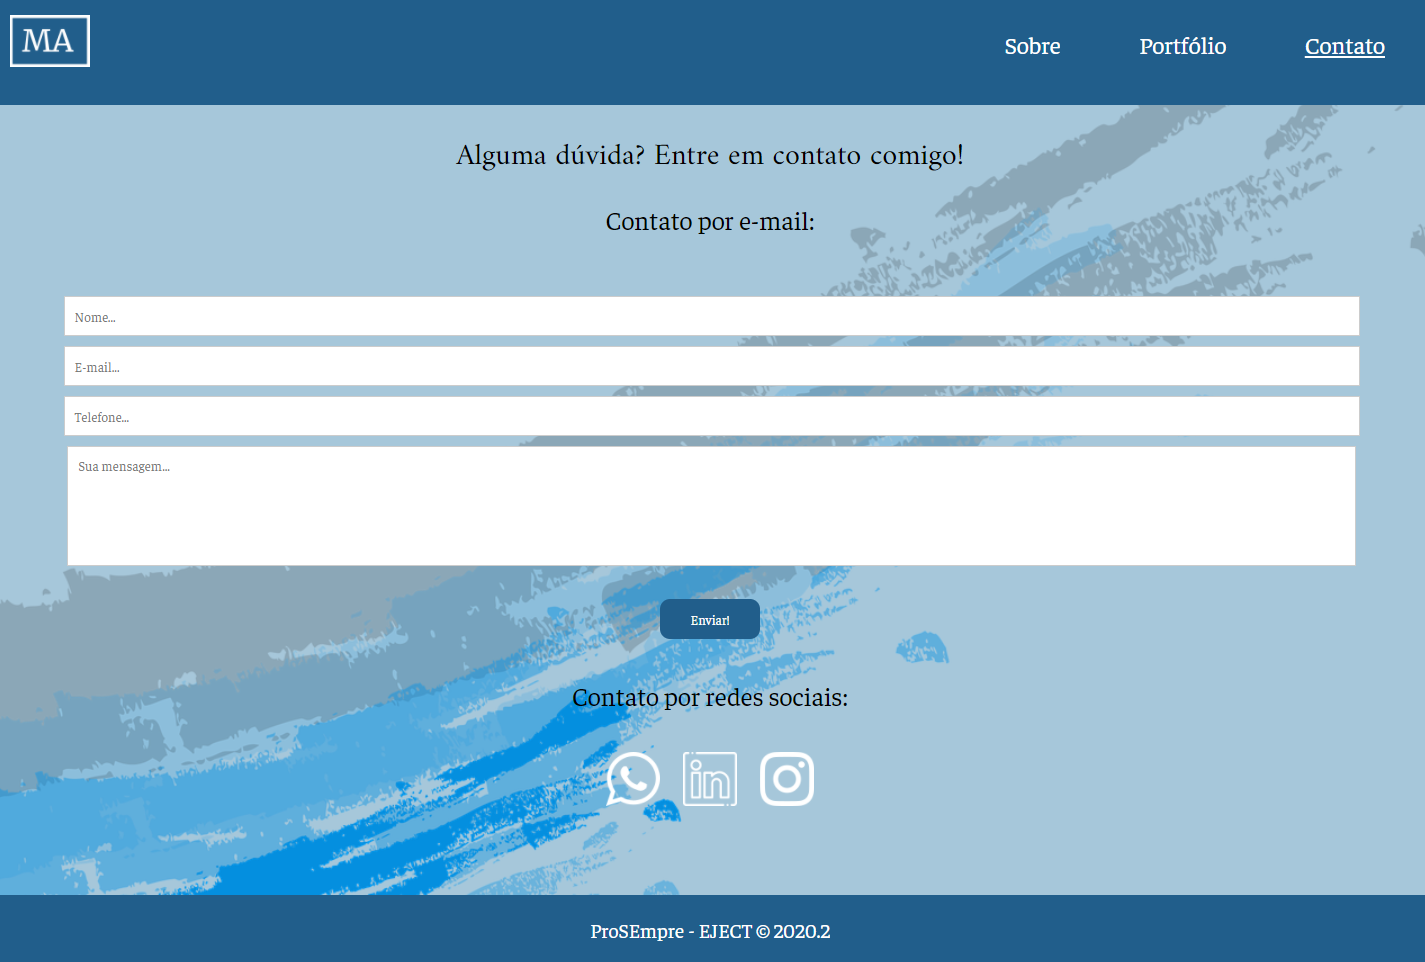 MA
Sobre Portfólio Contato
Alguma dúvida? Entre em contato comigo!
Contato por e-mail:
Nome...
E-mail...
Telefone...
Sua mensagem...
Enviar!
Contato por redes sociais:
in
ProSEmpre - EJECT © 2020.2